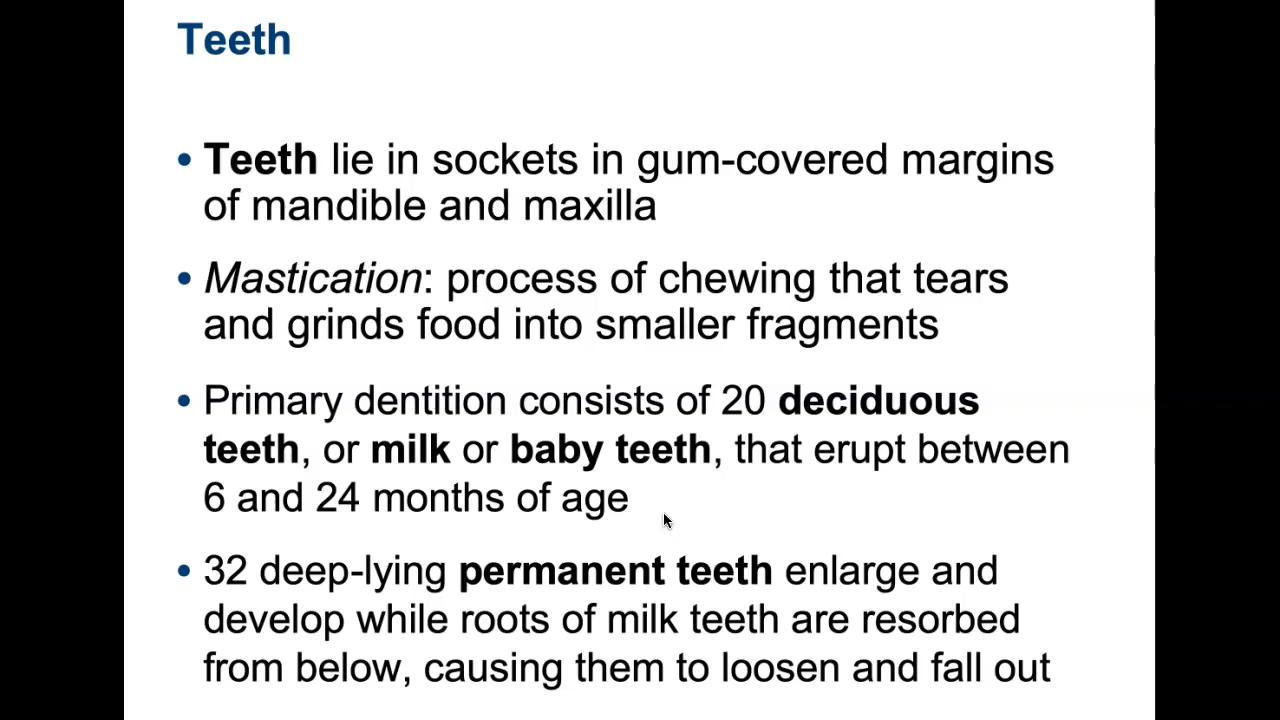 Teeth
• Teeth lie in sockets in gum-covered margins
of mandible and maxilla
• Mastication: process of chewing that tears
and grinds food into smaller fragments
• Primary dentition consists of 20 deciduous
teeth, or milk or baby teeth, that erupt between
6 and 24 months of age
• 32 deep-lying permanent teeth enlarge and
develop while roots of milk teeth are resorbed
from below, causing them to loosen and fall out